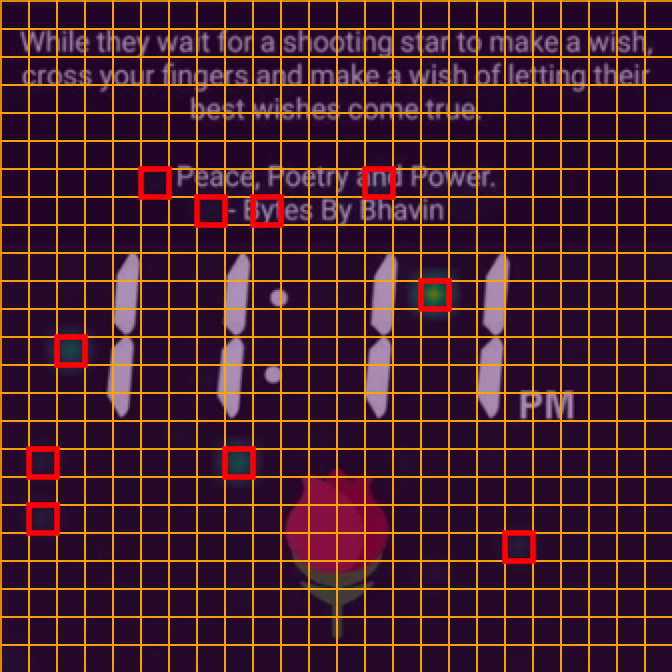 While they wait for a shooting star to make a wish,
cross your fingers and make a wish of letting their
best wishes come true.
Peace, Poetry and Power.
- Bytes By Bhavin
11:11 PM